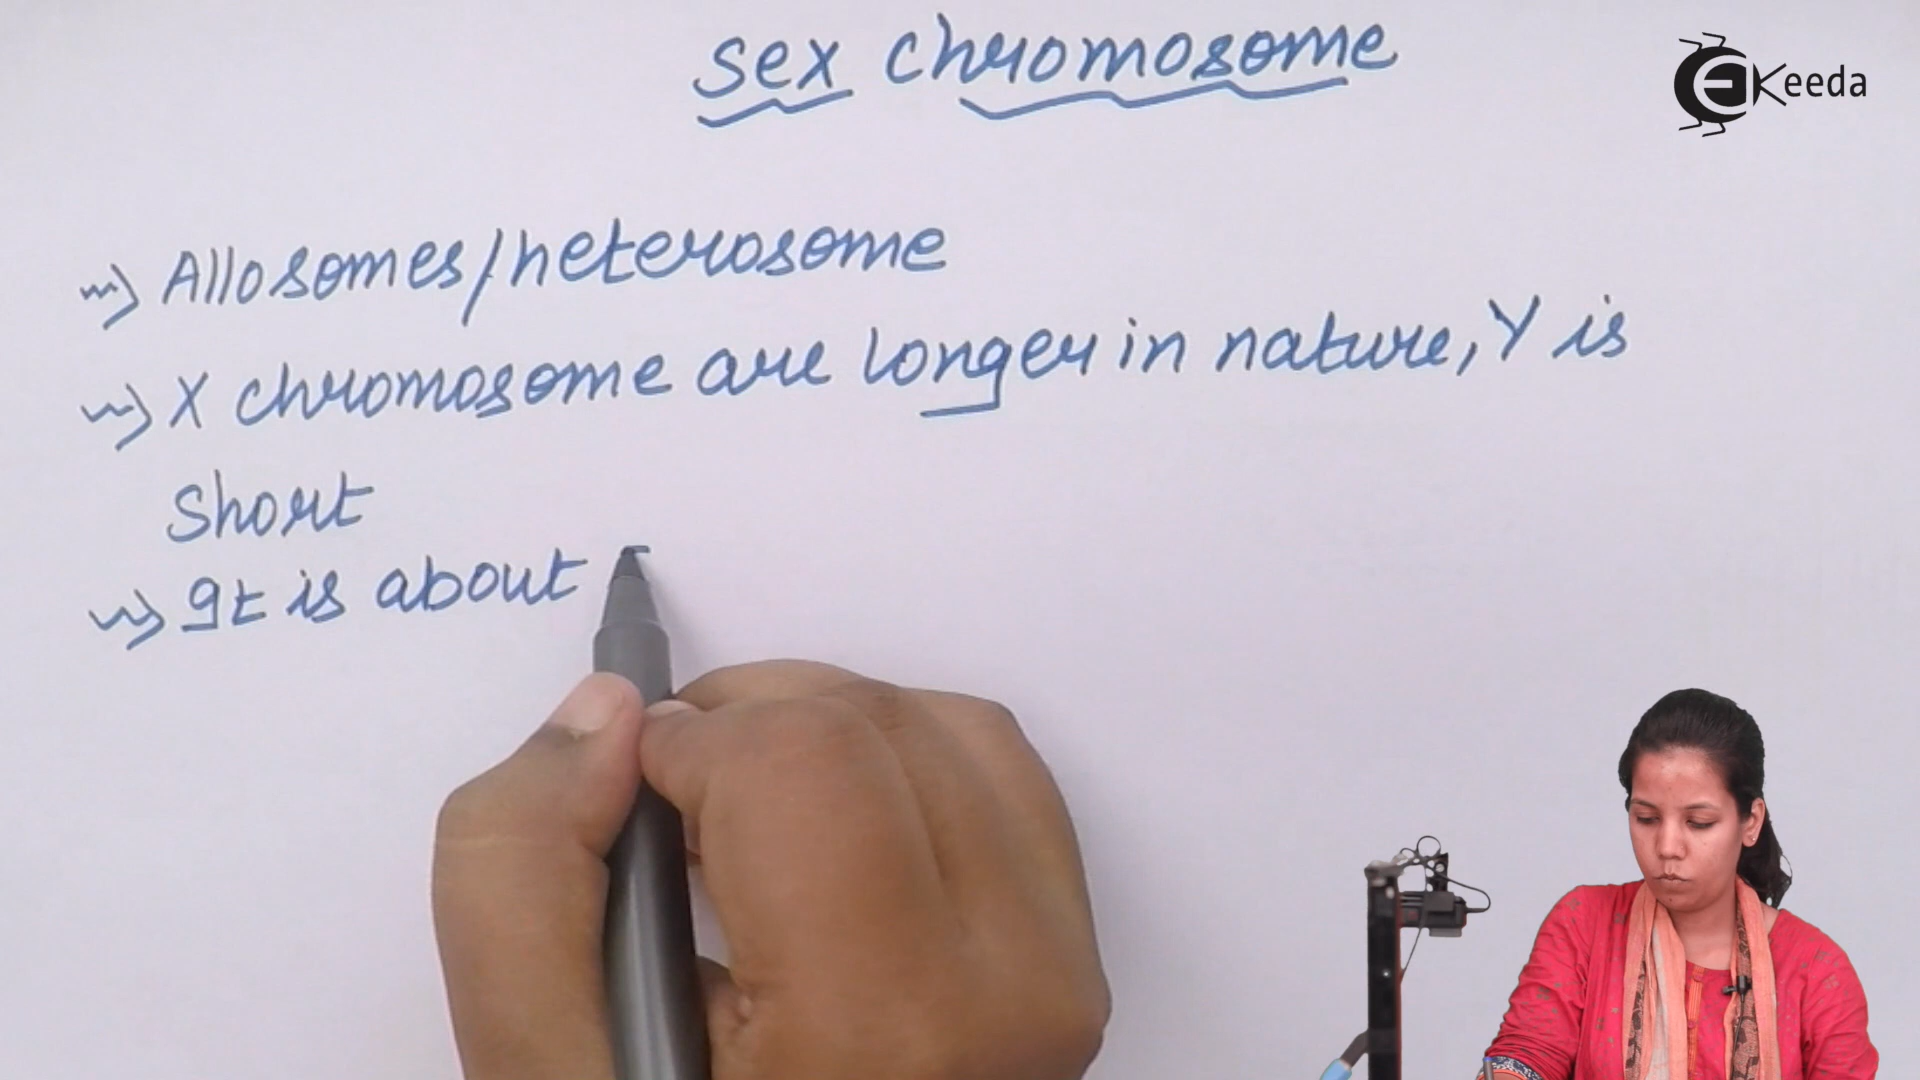 sex chromosome
EKeeda
Allosomes/heterosome
X chromosome are longer in nature, Y is
Short
It is about